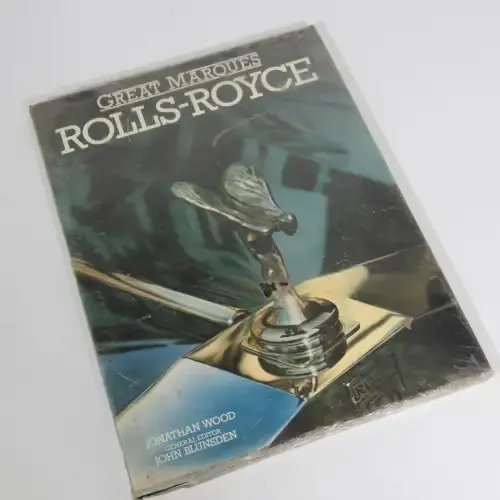 GREAT MARQUES
ROLLS-ROYCE
JONATHAN WOOD
GENERAL EDITOR
JOHN BLUNSDEN